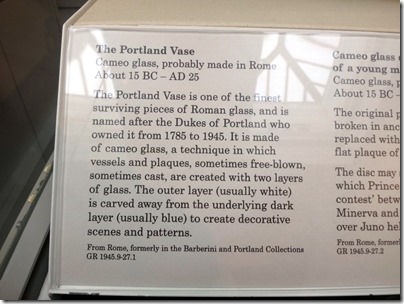 The Portland Vase
Cameo glass, probably made in Rome
About 15 BC – AD 25
The Portland Vase is one of the finest
surviving pieces of Roman glass, and is
named after the Dukes of Portland who
owned it from 1785 to 1945. It is made
of cameo glass, a technique in which
vessels and plaques, sometimes free-blown,
sometimes cast, are created with two layers
of glass. The outer layer (usually white)
is carved away from the underlying dark
layer (usually blue) to create decorative
scenes and patterns.
From Rome, formerly in the Barberini and Portland Collections
GR 1945.9-27.1
Cameo glass
of a young m
Cameo glass, p
About 15 BC –
The original p
broken in anc
replaced with
flat plaque of
The disc may
which Prince
contest’ betw
Minerva and
over Juno hel
From Rome, formerly
GR 1945.9-27.2